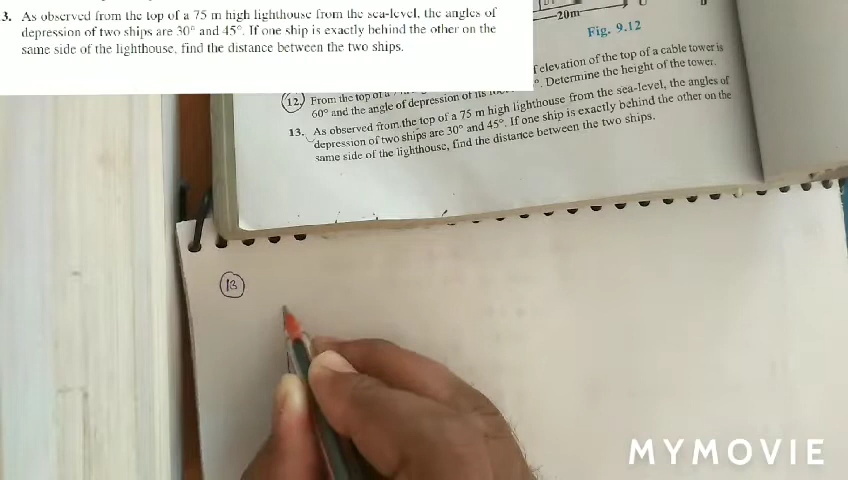 3. As observed from the top of a 75 m high lighthouse from the sea-level, the angles of
depression of two ships are 30° and 45°. If one ship is exactly behind the other on the
same side of the lighthouse, find the distance between the two ships.
20m
Fig. 9.12
12. From the top of a
elevation of the top of a cable tower is
60° and the angle of depression of its
°. Determine the height of the tower.
13. As observed from the top of a 75 m high lighthouse from the sea-level, the angles of
depression of two ships are 30° and 45°. If one ship is exactly behind the other on the
same side of the lighthouse, find the distance between the two ships.
13
MYMOVIE